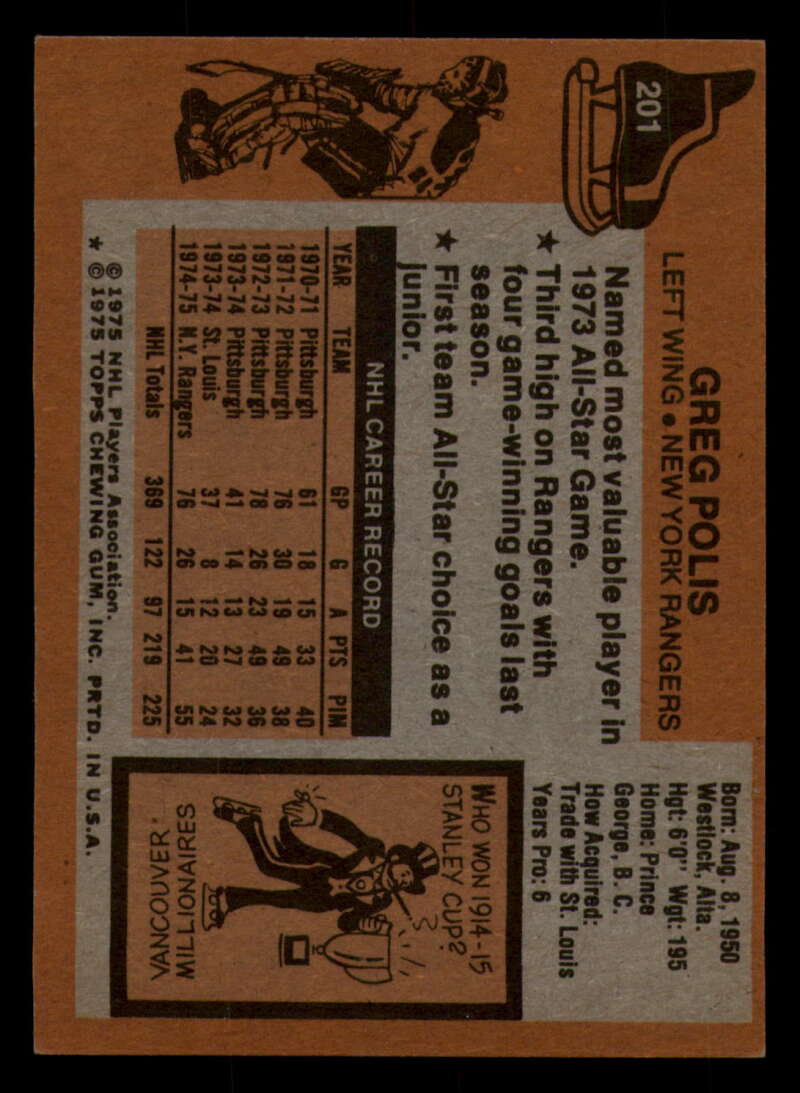 201
GREG POLIS
LEFT WING • NEW YORK RANGERS
Named most valuable player in
1973 All-Star Game.
★ Third high on Rangers with
four game-winning goals last
season.
★ First team All-Star choice as a
junior.
NHL CAREER RECORD
YEAR TEAM GP G A PTS PIM
1970-71 Pittsburgh 61 18 15 33 40
1971-72 Pittsburgh 76 30 19 49 38
1972-73 Pittsburgh 78 26 23 49 36
1973-74 Pittsburgh 41 14 13 27 32
1973-74 St. Louis 37 8 12 20 24
1974-75 N.Y. Rangers 76 26 15 41 55
NHL Totals 369 122 97 219 225
© 1975 NHL Players Association.
★ © 1975 TOPPS CHEWING GUM, INC. PRTD. IN U.S.A.
Born: Aug. 8, 1950
Westlock, Alta.
Hgt: 6'0" Wgt: 195
Home: Prince
George, B. C.
How Acquired:
Trade with St. Louis
Years Pro: 6
WHO WON 1914-15
STANLEY CUP?
VANCOUVER
MILLIONAIRES